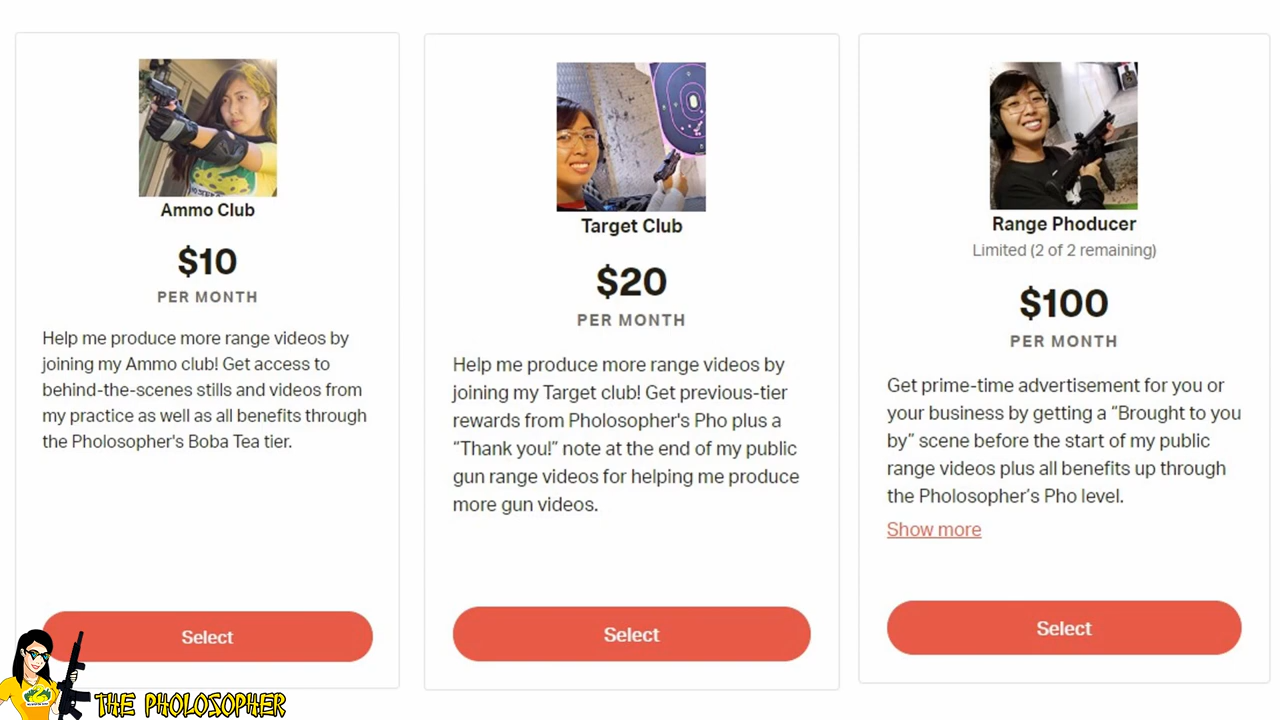 Ammo Club
$10
PER MONTH
Help me produce more range videos by
joining my Ammo club! Get access to
behind-the-scenes stills and videos from
my practice as well as all benefits through
the Pholosopher's Boba Tea tier.
Select
Target Club
$20
PER MONTH
Help me produce more range videos by
joining my Target club! Get previous-tier
rewards from Pholosopher's Pho plus a
“Thank you!” note at the end of my public
gun range videos for helping me produce
more gun videos.
Select
Range Phoducer
Limited (2 of 2 remaining)
$100
PER MONTH
Get prime-time advertisement for you or
your business by getting a “Brought to you
by” scene before the start of my public
range videos plus all benefits up through
the Pholosopher’s Pho level.
Show more
Select
THE PHOLOSOPHER